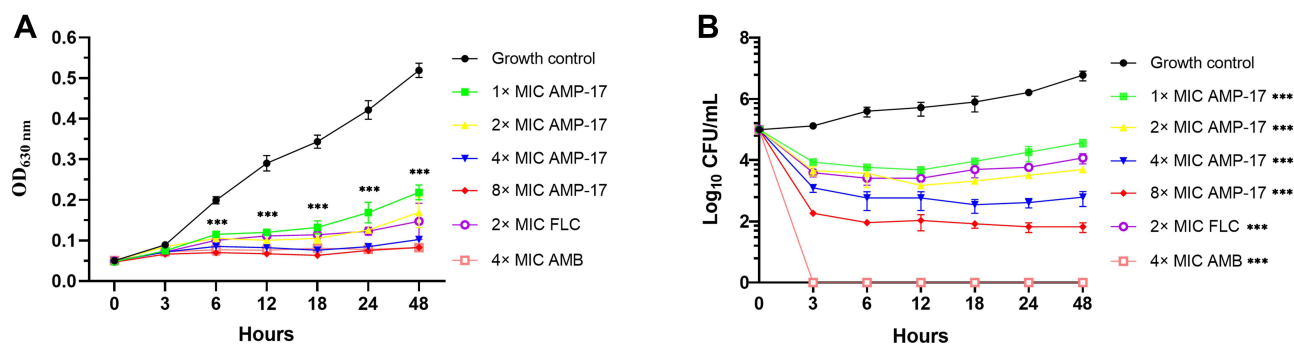 A
OD630 nm
0.6
0.5
0.4
0.3
0.2
0.1
0.0
***
***
***
***
***
0
3
6
12
18
24
48
Hours
Growth control
1× MIC AMP-17
2× MIC AMP-17
4× MIC AMP-17
8× MIC AMP-17
2× MIC FLC
4× MIC AMB
B
Log10 CFU/mL
8
6
4
2
0
0
3
6
12
18
24
48
Hours
Growth control
1× MIC AMP-17 ***
2× MIC AMP-17 ***
4× MIC AMP-17 ***
8× MIC AMP-17 ***
2× MIC FLC ***
4× MIC AMB ***